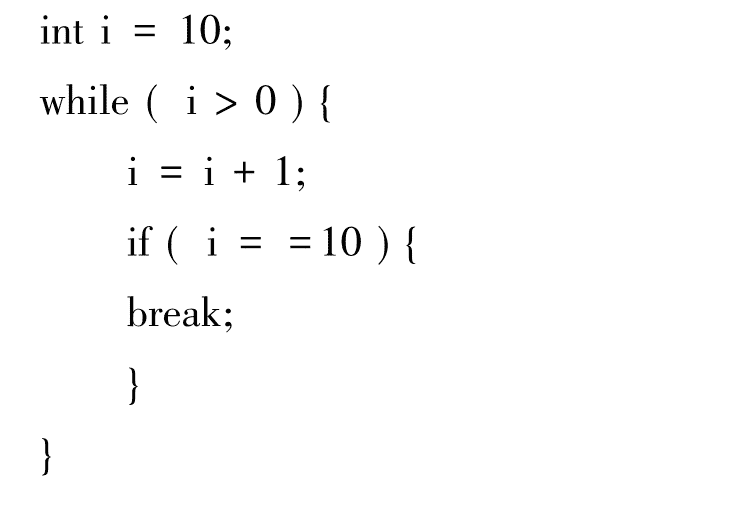 int i = 10;
while ( i > 0 ) {
i = i + 1;
if ( i = =10 ) {
break;
}
}